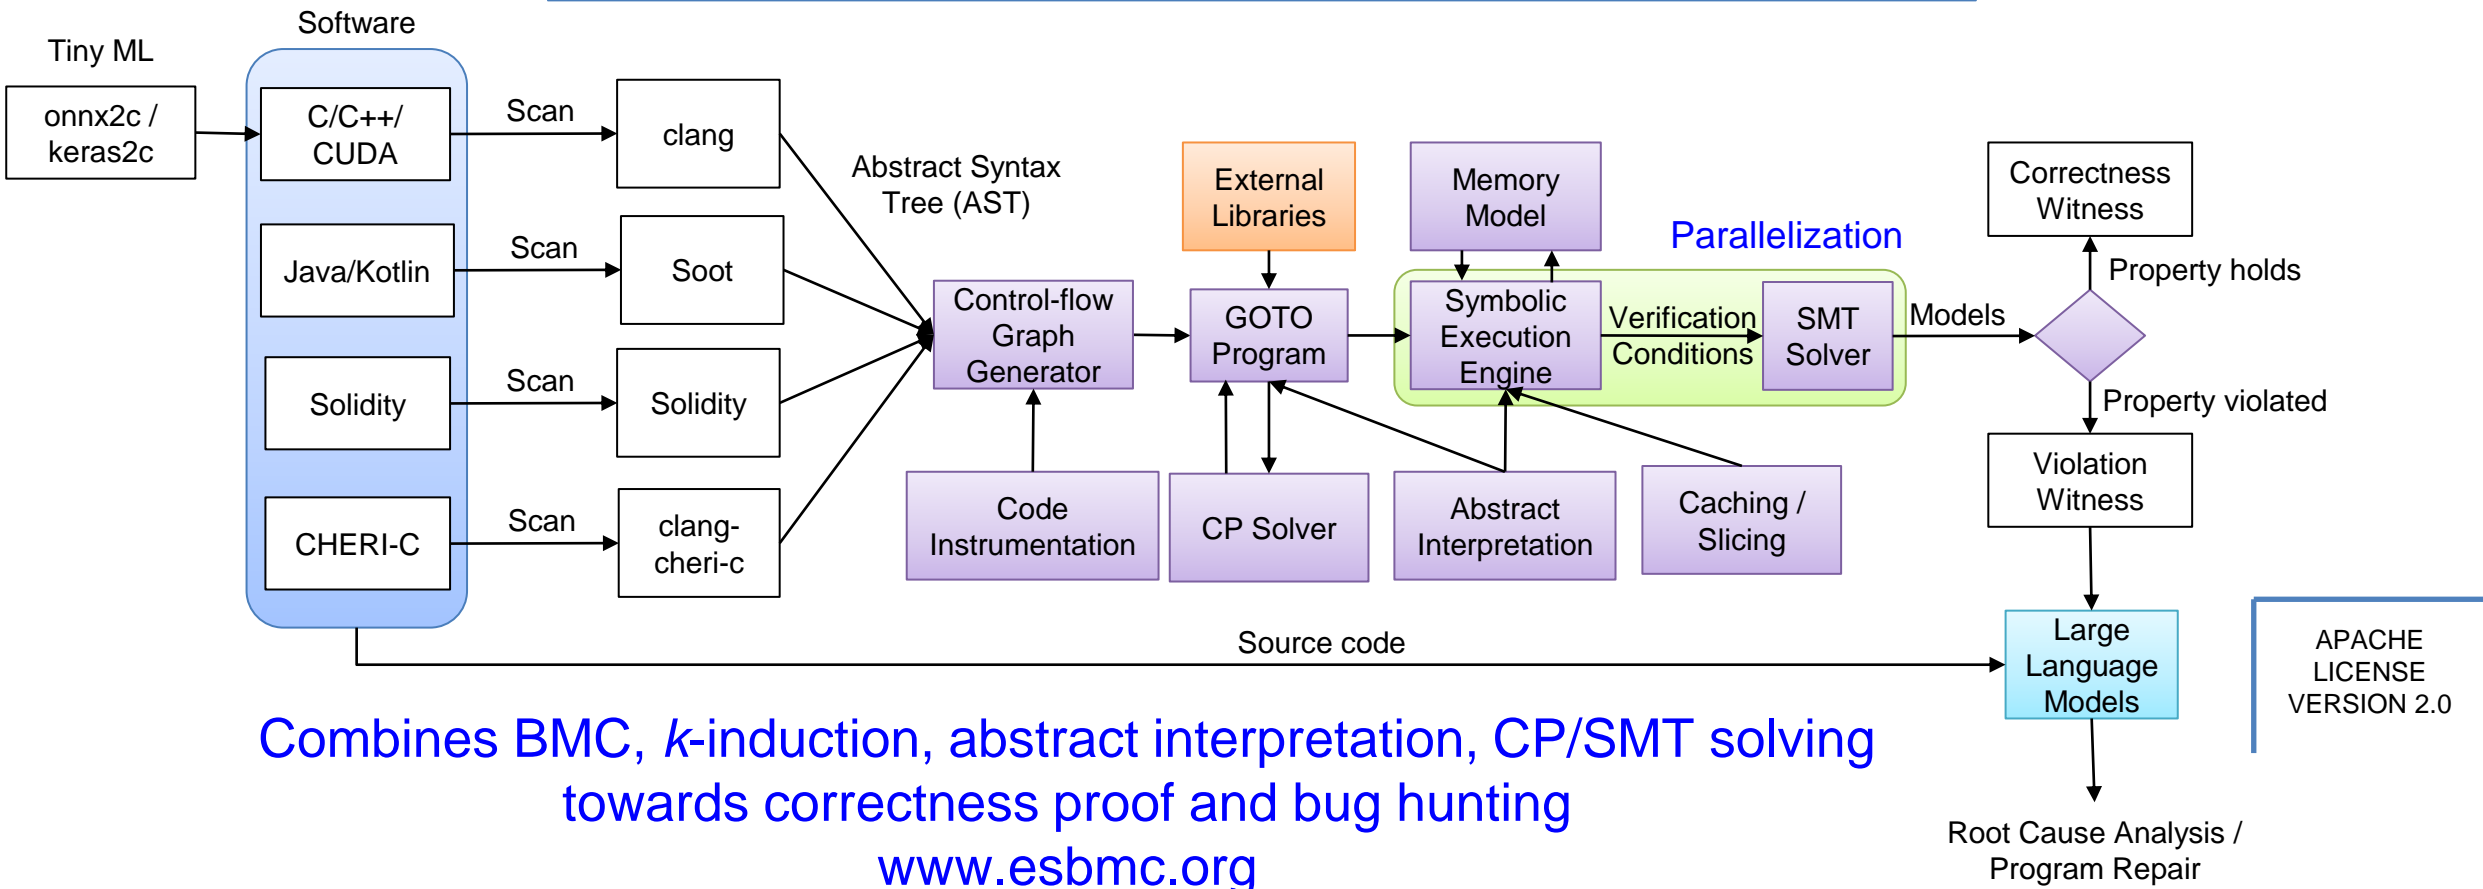 Software
Tiny ML
onnx2c /
keras2c
C/C++/
CUDA
Scan
clang
Java/Kotlin
Scan
Soot
Solidity
Scan
Solidity
CHERI-C
Scan
clang-
cheri-c
Abstract Syntax
Tree (AST)
Control-flow
Graph
Generator
Code
Instrumentation
External
Libraries
GOTO
Program
CP Solver
Memory
Model
Parallelization
Symbolic
Execution
Engine
Verification
Conditions
SMT
Solver
Abstract
Interpretation
Caching /
Slicing
Models
Correctness
Witness
Property holds
Property violated
Violation
Witness
Source code
Large
Language
Models
APACHE
LICENSE
VERSION 2.0
Root Cause Analysis /
Program Repair
Combines BMC, k-induction, abstract interpretation, CP/SMT solving
towards correctness proof and bug hunting
www.esbmc.org